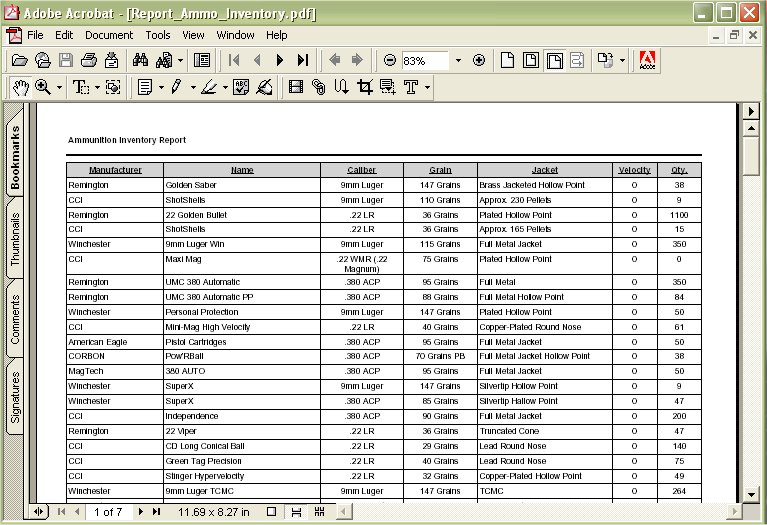 Adobe Acrobat - [Report_Ammo_Inventory.pdf]
File Edit Document Tools View Window Help
83%
Adobe
Bookmarks
Thumbnails
Comments
Signatures
Ammunition Inventory Report
Manufacturer Name Caliber Grain Jacket Velocity Qty.
Remington Golden Saber 9mm Luger 147 Grains Brass Jacketed Hollow Point 0 38
CCI ShotShells 9mm Luger 110 Grains Approx. 230 Pellets 0 9
Remington 22 Golden Bullet .22 LR 36 Grains Plated Hollow Point 0 1100
CCI ShotShells .22 LR 36 Grains Approx. 165 Pellets 0 15
Winchester 9mm Luger Win 9mm Luger 115 Grains Full Metal Jacket 0 350
CCI Maxi Mag .22 WMR (.22 75 Grains Plated Hollow Point 0 0
Magnum)
Remington UMC 380 Automatic .380 ACP 95 Grains Full Metal 0 350
Remington UMC 380 Automatic PP .380 ACP 88 Grains Full Metal Hollow Point 0 84
Winchester Personal Protection 9mm Luger 147 Grains Plated Hollow Point 0 50
CCI Mini-Mag High Velocity .22 LR 40 Grains Copper-Plated Round Nose 0 61
American Eagle Pistol Cartridges .380 ACP 95 Grains Full Metal Jacket 0 50
CORBON Pow'RBall .380 ACP 70 Grains PB Full Metal Jacket Hollow Point 0 38
MagTech 380 AUTO .380 ACP 95 Grains Full Metal Jacket 0 50
Winchester SuperX 9mm Luger 147 Grains Silvertip Hollow Point 0 9
Winchester SuperX .380 ACP 85 Grains Silvertip Hallow Point 0 47
CCI Independence .380 ACP 90 Grains Full Metal Jacket 0 200
Remington 22 Viper .22 LR 36 Grains Truncated Cone 0 47
CCI CD Long Conical Ball .22 LR 29 Grains Lead Round Nose 0 140
CCI Green Tag Precision .22 LR 40 Grains Lead Round Nose 0 75
CCI Stinger Hypervelocity .22 LR 32 Grains Copper-Plated Hollow Point 0 49
Winchester 9mm Luger TCMC 9mm Luger 147 Grains TCMC 0 264
1 of 7 11.69 x 8.27 in